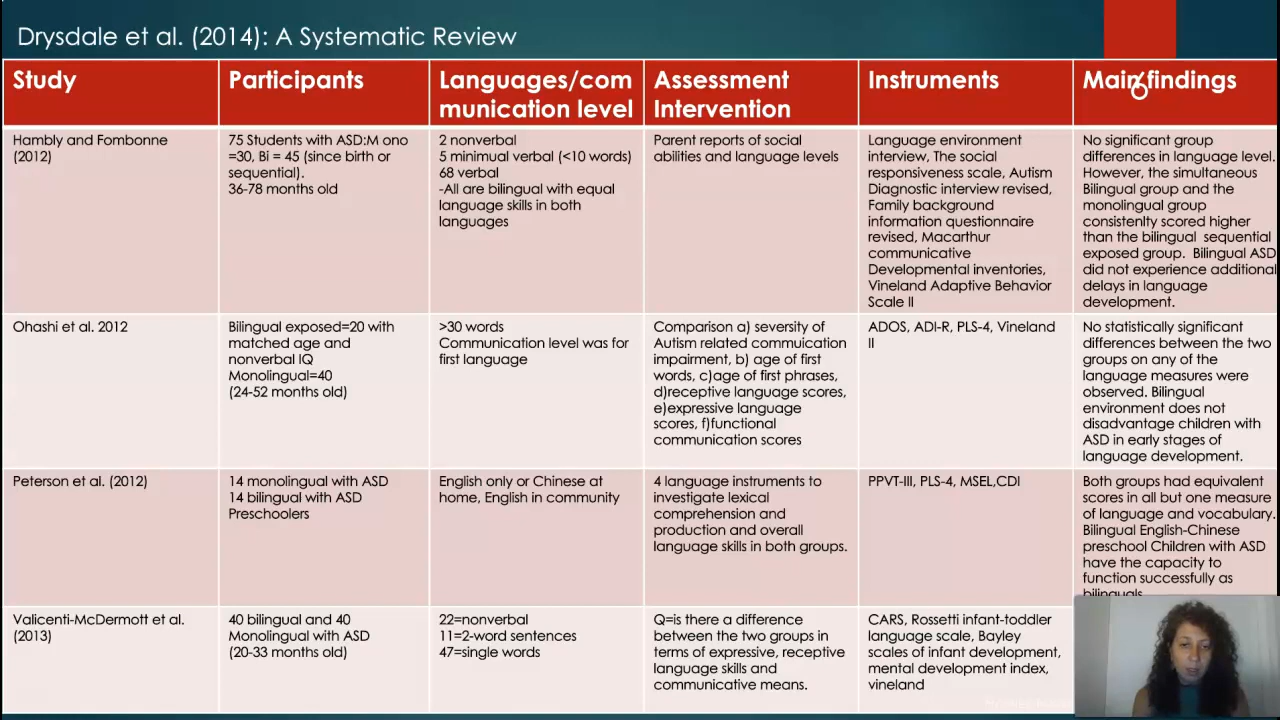 Drysdale et al. (2014): A Systematic Review
Study
Participants
Languages/com
munication level
Assessment
Intervention
Instruments
Main findings
Hambly and Fombonne
(2012)
75 Students with ASD:M ono
=30, Bi = 45 (since birth or
sequential).
36-78 months old
2 nonverbal
5 minimual verbal (<10 words)
68 verbal
-All are bilingual with equal
language skills in both
languages
Parent reports of social
abilities and language levels
Language environment
interview, The social
responsiveness scale, Autism
Diagnostic interview revised,
Family background
information questionnaire
revised, Macarthur
communicative
Developmental inventories,
Vineland Adaptive Behavior
Scale II
No significant group
differences in language level.
However, the simultaneous
Bilingual group and the
monolingual group
consistenlty scored higher
than the bilingual sequential
exposed group. Bilingual ASD
did not experience additional
delays in language
development.
Ohashi et al. 2012
Bilingual exposed=20 with
matched age and
nonverbal IQ
Monolingual=40
(24-52 months old)
>30 words
Communication level was for
first language
Comparison a) severity of
Autism related commuication
impairment, b) age of first
words, c)age of first phrases,
d)receptive language scores,
e)expressive language
scores, f)functional
communication scores
ADOS, ADI-R, PLS-4, Vineland
II
No statistically significant
differences between the two
groups on any of the
language measures were
observed. Bilingual
environment does not
disadvantage children with
ASD in early stages of
language development.
Peterson et al. (2012)
14 monolingual with ASD
14 bilingual with ASD
Preschoolers
English only or Chinese at
home, English in community
4 language instruments to
investigate lexical
comprehension and
production and overall
language skills in both groups.
PPVT-III, PLS-4, MSEL,CDI
Both groups had equivalent
scores in all but one measure
of language and vocabulary.
Bilingual English-Chinese
preschool Children with ASD
have the capacity to
function successfully as
bilinguals
Valicenti-McDermott et al.
(2013)
40 bilingual and 40
Monolingual with ASD
(20-33 months old)
22=nonverbal
11=2-word sentences
47=single words
Q=is there a difference
between the two groups in
terms of expressive, receptive
language skills and
communicative means.
CARS, Rossetti infant-toddler
language scale, Bayley
scales of infant development,
mental development index,
vineland